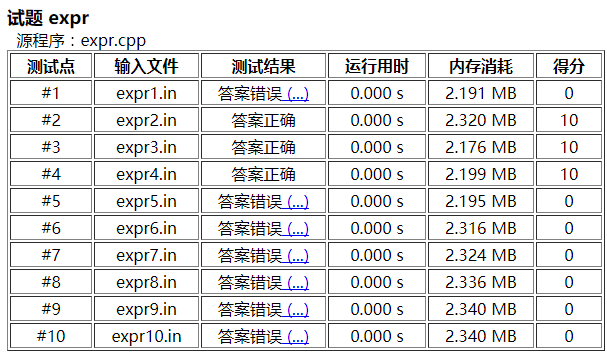 试题 expr
源程序：expr.cpp
测试点 输入文件 测试结果 运行用时 内存消耗 得分
#1 expr1.in 答案错误 (...) 0.000 s 2.191 MB 0
#2 expr2.in 答案正确 0.000 s 2.320 MB 10
#3 expr3.in 答案正确 0.000 s 2.176 MB 10
#4 expr4.in 答案正确 0.000 s 2.199 MB 10
#5 expr5.in 答案错误 (...) 0.000 s 2.195 MB 0
#6 expr6.in 答案错误 (...) 0.000 s 2.316 MB 0
#7 expr7.in 答案错误 (...) 0.000 s 2.324 MB 0
#8 expr8.in 答案错误 (...) 0.000 s 2.336 MB 0
#9 expr9.in 答案错误 (...) 0.000 s 2.340 MB 0
#10 expr10.in 答案错误 (...) 0.000 s 2.340 MB 0